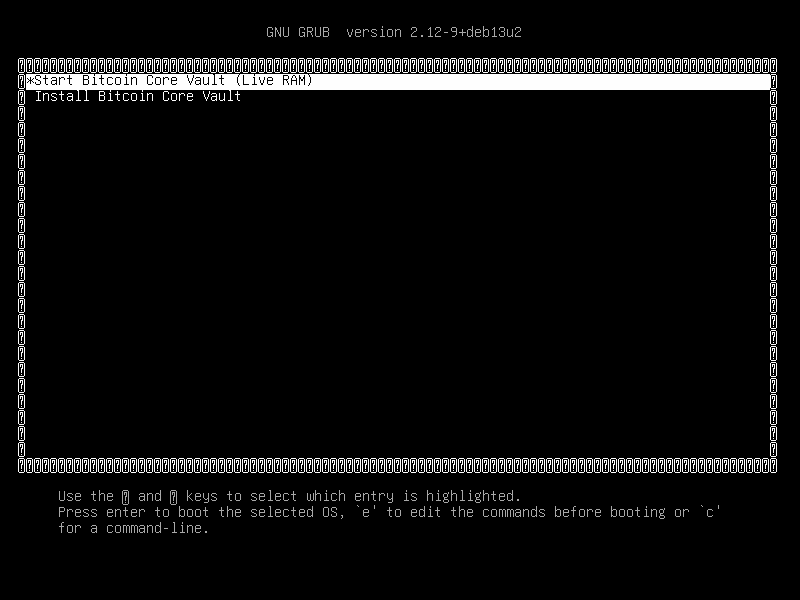 GNU GRUB  version 2.12-9+deb13u2
*Start Bitcoin Core Vault (Live RAM)
Install Bitcoin Core Vault
Use the and keys to select which entry is highlighted.
Press enter to boot the selected OS, `e' to edit the commands before booting or `c'
for a command-line.